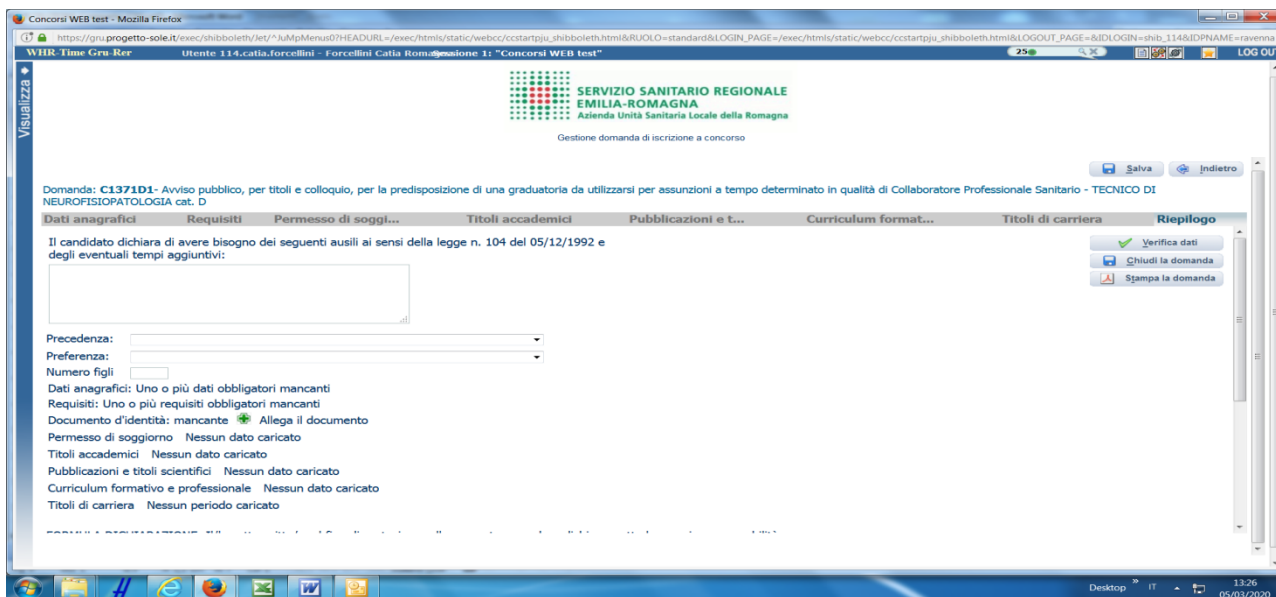 Concorsi WEB test - Mozilla Firefox
https://gru.progetto-sole.it/exec/shibboleth/Jet/^JuMpMenus0?HEADURL=/exec/htmls/static/webcc/ccstartpju_shibboleth.html&RUOLO=standard&LOGIN_PAGE=/exec/htmls/static/webcc/ccstartpju_shibboleth.html&LOGOUT_PAGE=&IDLOGIN=shib_114&IDPNAME=ravenna
WHR-Time Gru-Rer Utente 114.catia.forcellini - Forcellini Catia Sessione 1: "Concorsi WEB test" 25 LOG OU
Visualizza
SERVIZIO SANITARIO REGIONALE
EMILIA-ROMAGNA
Azienda Unità Sanitaria Locale della Romagna
Gestione domanda di iscrizione a concorso
Salva Indietro
Domanda: C1371D1- Avviso pubblico, per titoli e colloquio, per la predisposizione di una graduatoria da utilizzarsi per assunzioni a tempo determinato in qualità di Collaboratore Professionale Sanitario - TECNICO DI
NEUROFISIOPATOLOGIA cat. D
Dati anagrafici Requisiti Permesso di soggi... Titoli accademici Pubblicazioni e t... Curriculum format... Titoli di carriera Riepilogo
Il candidato dichiara di avere bisogno dei seguenti ausili ai sensi della legge n. 104 del 05/12/1992 e
degli eventuali tempi aggiuntivi:
Verifica dati
Chiudi la domanda
Stampa la domanda
Precedenza:
Preferenza:
Numero figli
Dati anagrafici: Uno o più dati obbligatori mancanti
Requisiti: Uno o più requisiti obbligatori mancanti
Documento d'identità: mancante Allega il documento
Permesso di soggiorno Nessun dato caricato
Titoli accademici Nessun dato caricato
Pubblicazioni e titoli scientifici Nessun dato caricato
Curriculum formativo e professionale Nessun dato caricato
Titoli di carriera Nessun periodo caricato
Desktop » IT 13:26
05/03/2020